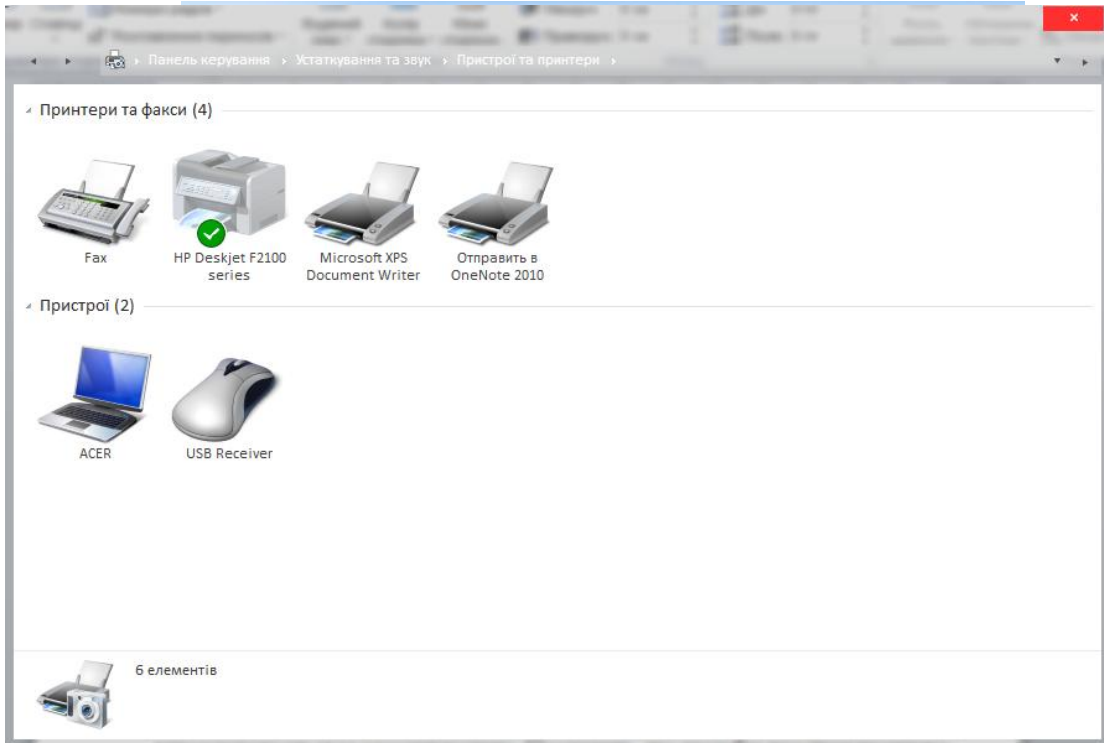 Панель керування
Устаткування та звук
Пристрої та принтери
Принтери та факси (4)
Fax
HP Deskjet F2100
series
Microsoft XPS
Document Writer
Отправить в
OneNote 2010
Пристрої (2)
ACER
USB Receiver
6 елементів